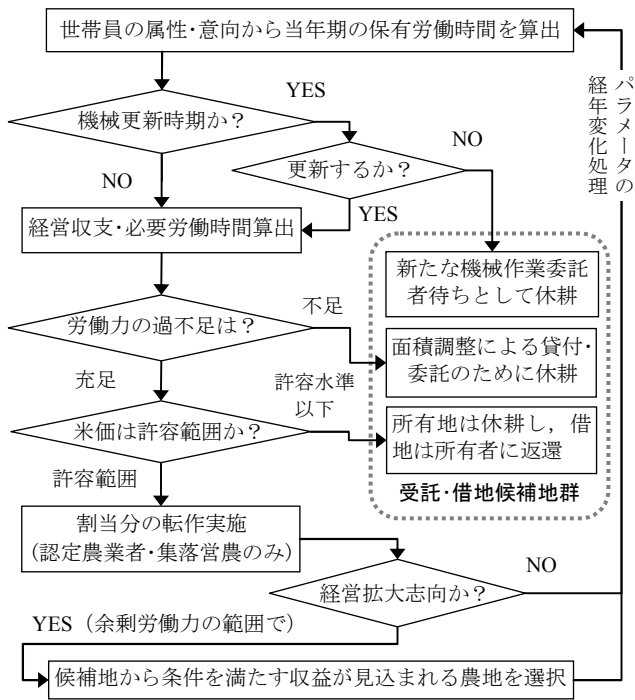 世帯員の属性・意向から当年期の保有労働時間を算出
パラメータの
経年変化処理
YES
機械更新時期か？
NO
更新するか？
NO
YES
経営収支・必要労働時間算出
新たな機械作業委託
者待ちとして休耕
労働力の過不足は？
不足
面積調整による貸付・
委託のために休耕
充足
許容水準
以下
米価は許容範囲か？
所有地は休耕し，借
地は所有者に返還
許容範囲
受託・借地候補地群
割当分の転作実施
(認定農業者・集落営農のみ)
経営拡大志向か？
NO
YES（余剰労働力の範囲で）
候補地から条件を満たす収益が見込まれる農地を選択